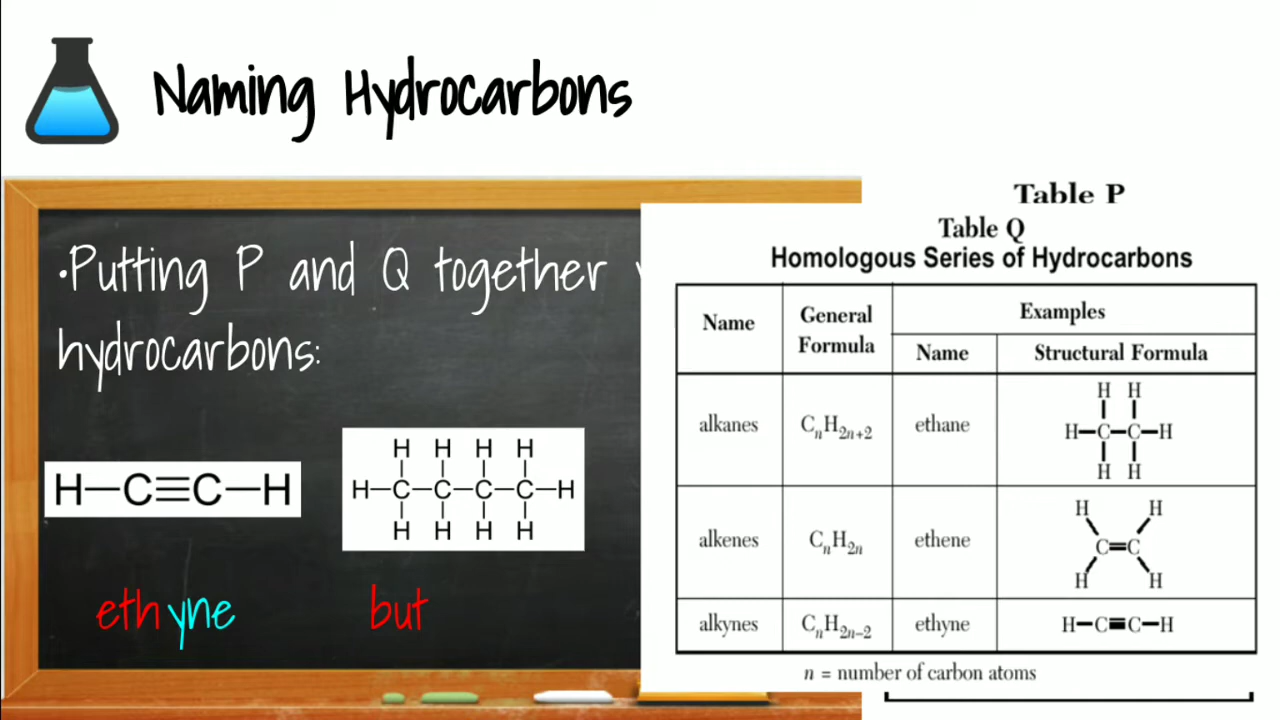 Naming Hydrocarbons
•Putting P and Q together
hydrocarbons:
H—C≡C—H
H H H H
H—C—C—C—C—H
H H H H
ethyne
but
Table P
Table Q
Homologous Series of Hydrocarbons
Name
General Formula
Examples
Name
Structural Formula
alkanes
CₙH₂ₙ₊₂
ethane
H H
H—C—C—H
H H
alkenes
CₙH₂ₙ
ethene
H H
C=C
H H
alkynes
CₙH₂ₙ₋₂
ethyne
H—C≡C—H
n = number of carbon atoms